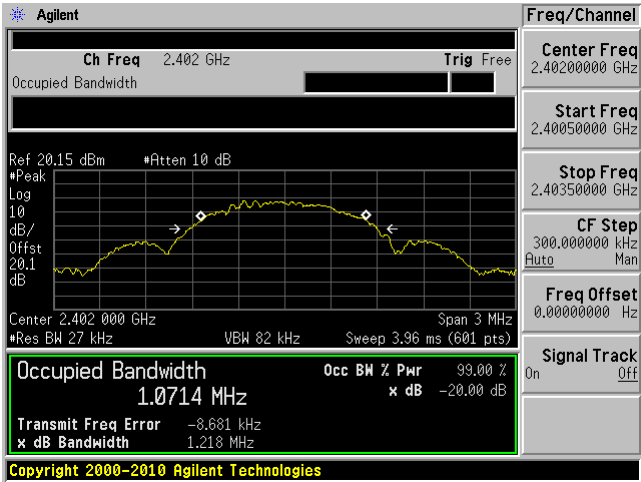 Agilent
Freq/Channel
Ch Freq 2.402 GHz Trig Free
Occupied Bandwidth
Center Freq
2.40200000 GHz
Start Freq
2.40050000 GHz
Stop Freq
2.40350000 GHz
CF Step
300.000000 kHz
Auto Man
Freq Offset
0.00000000 Hz
Signal Track
On Off
Ref 20.15 dBm #Atten 10 dB
#Peak
Log
10
dB/
Offst
20.1
dB
Center 2.402 000 GHz Span 3 MHz
#Res BW 27 kHz VBW 82 kHz Sweep 3.96 ms (601 pts)
Occupied Bandwidth
1.0714 MHz
Occ BW % Pwr 99.00 %
x dB -20.00 dB
Transmit Freq Error -8.681 kHz
x dB Bandwidth 1.218 MHz
Copyright 2000-2010 Agilent Technologies